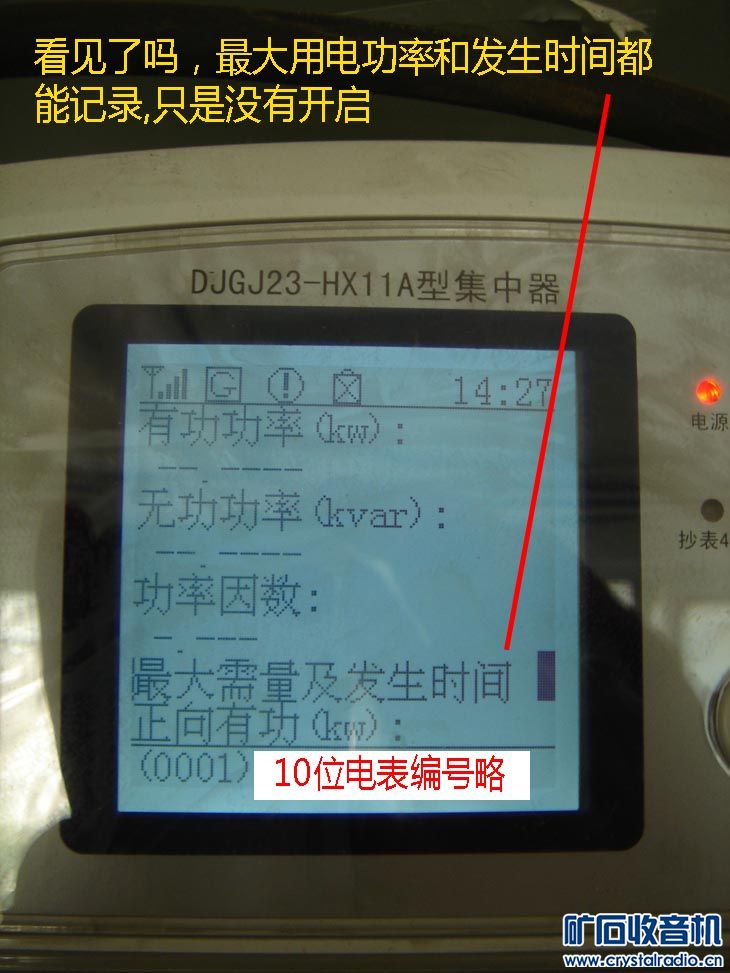 看见了吗，最大用电功率和发生时间都
能记录,只是没有开启
DJGJ23-HX11A型集中器
G 14:27
有功功率(kw):
--.----
电源
无功功率(kvar):
--.----
抄表4
功率因数:
-.---
最大需量及发生时间
正向有功(kw):
(0001) 10位电表编号略
矿石收音机
www.crystalradio.cn